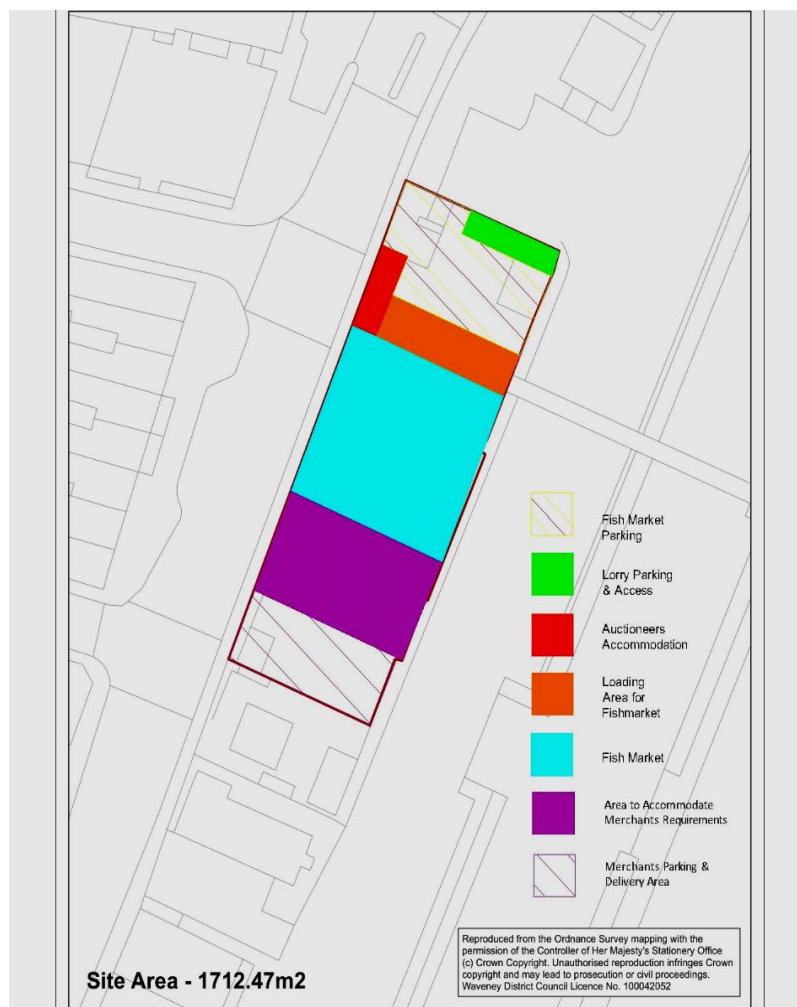 Fish Market
Parking
Lorry Parking
& Access
Auctioneers
Accommodation
Loading
Area for
Fishmarket
Fish Market
Area to Accommodate
Merchants Requirements
Merchants Parking &
Delivery Area
Reproduced from the Ordnance Survey mapping with the
permission of the Controller of Her Majesty's Stationery Office
(c) Crown Copyright. Unauthorised reproduction infringes Crown
copyright and may lead to prosecution or civil proceedings.
Waveney District Council Licence No. 100042052
Site Area - 1712.47m2